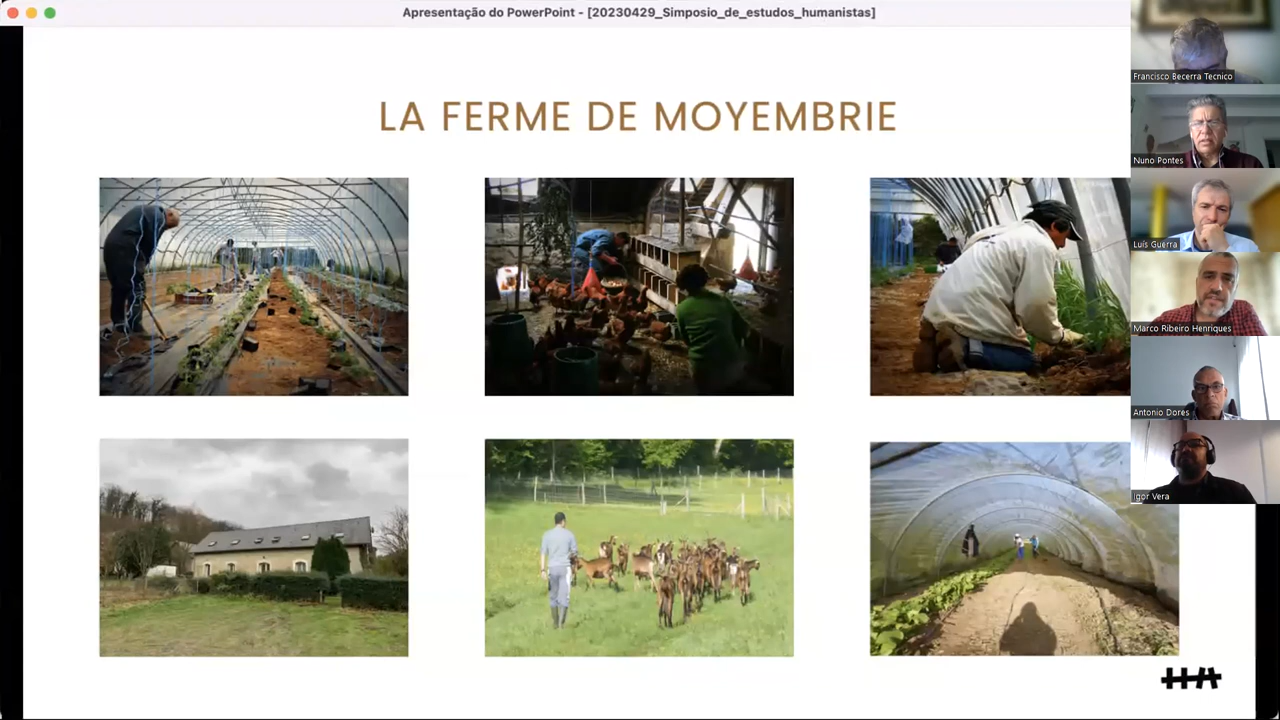 Apresentação do PowerPoint - [20230429_Simposio_de_estudos_humanistas]
LA FERME DE MOYEMBRIE
Francisco Becerra Tecnico
Nuno Pontes
Luís Guerra
Marco Ribeiro Henriques
Antonio Dores
Igor Vera